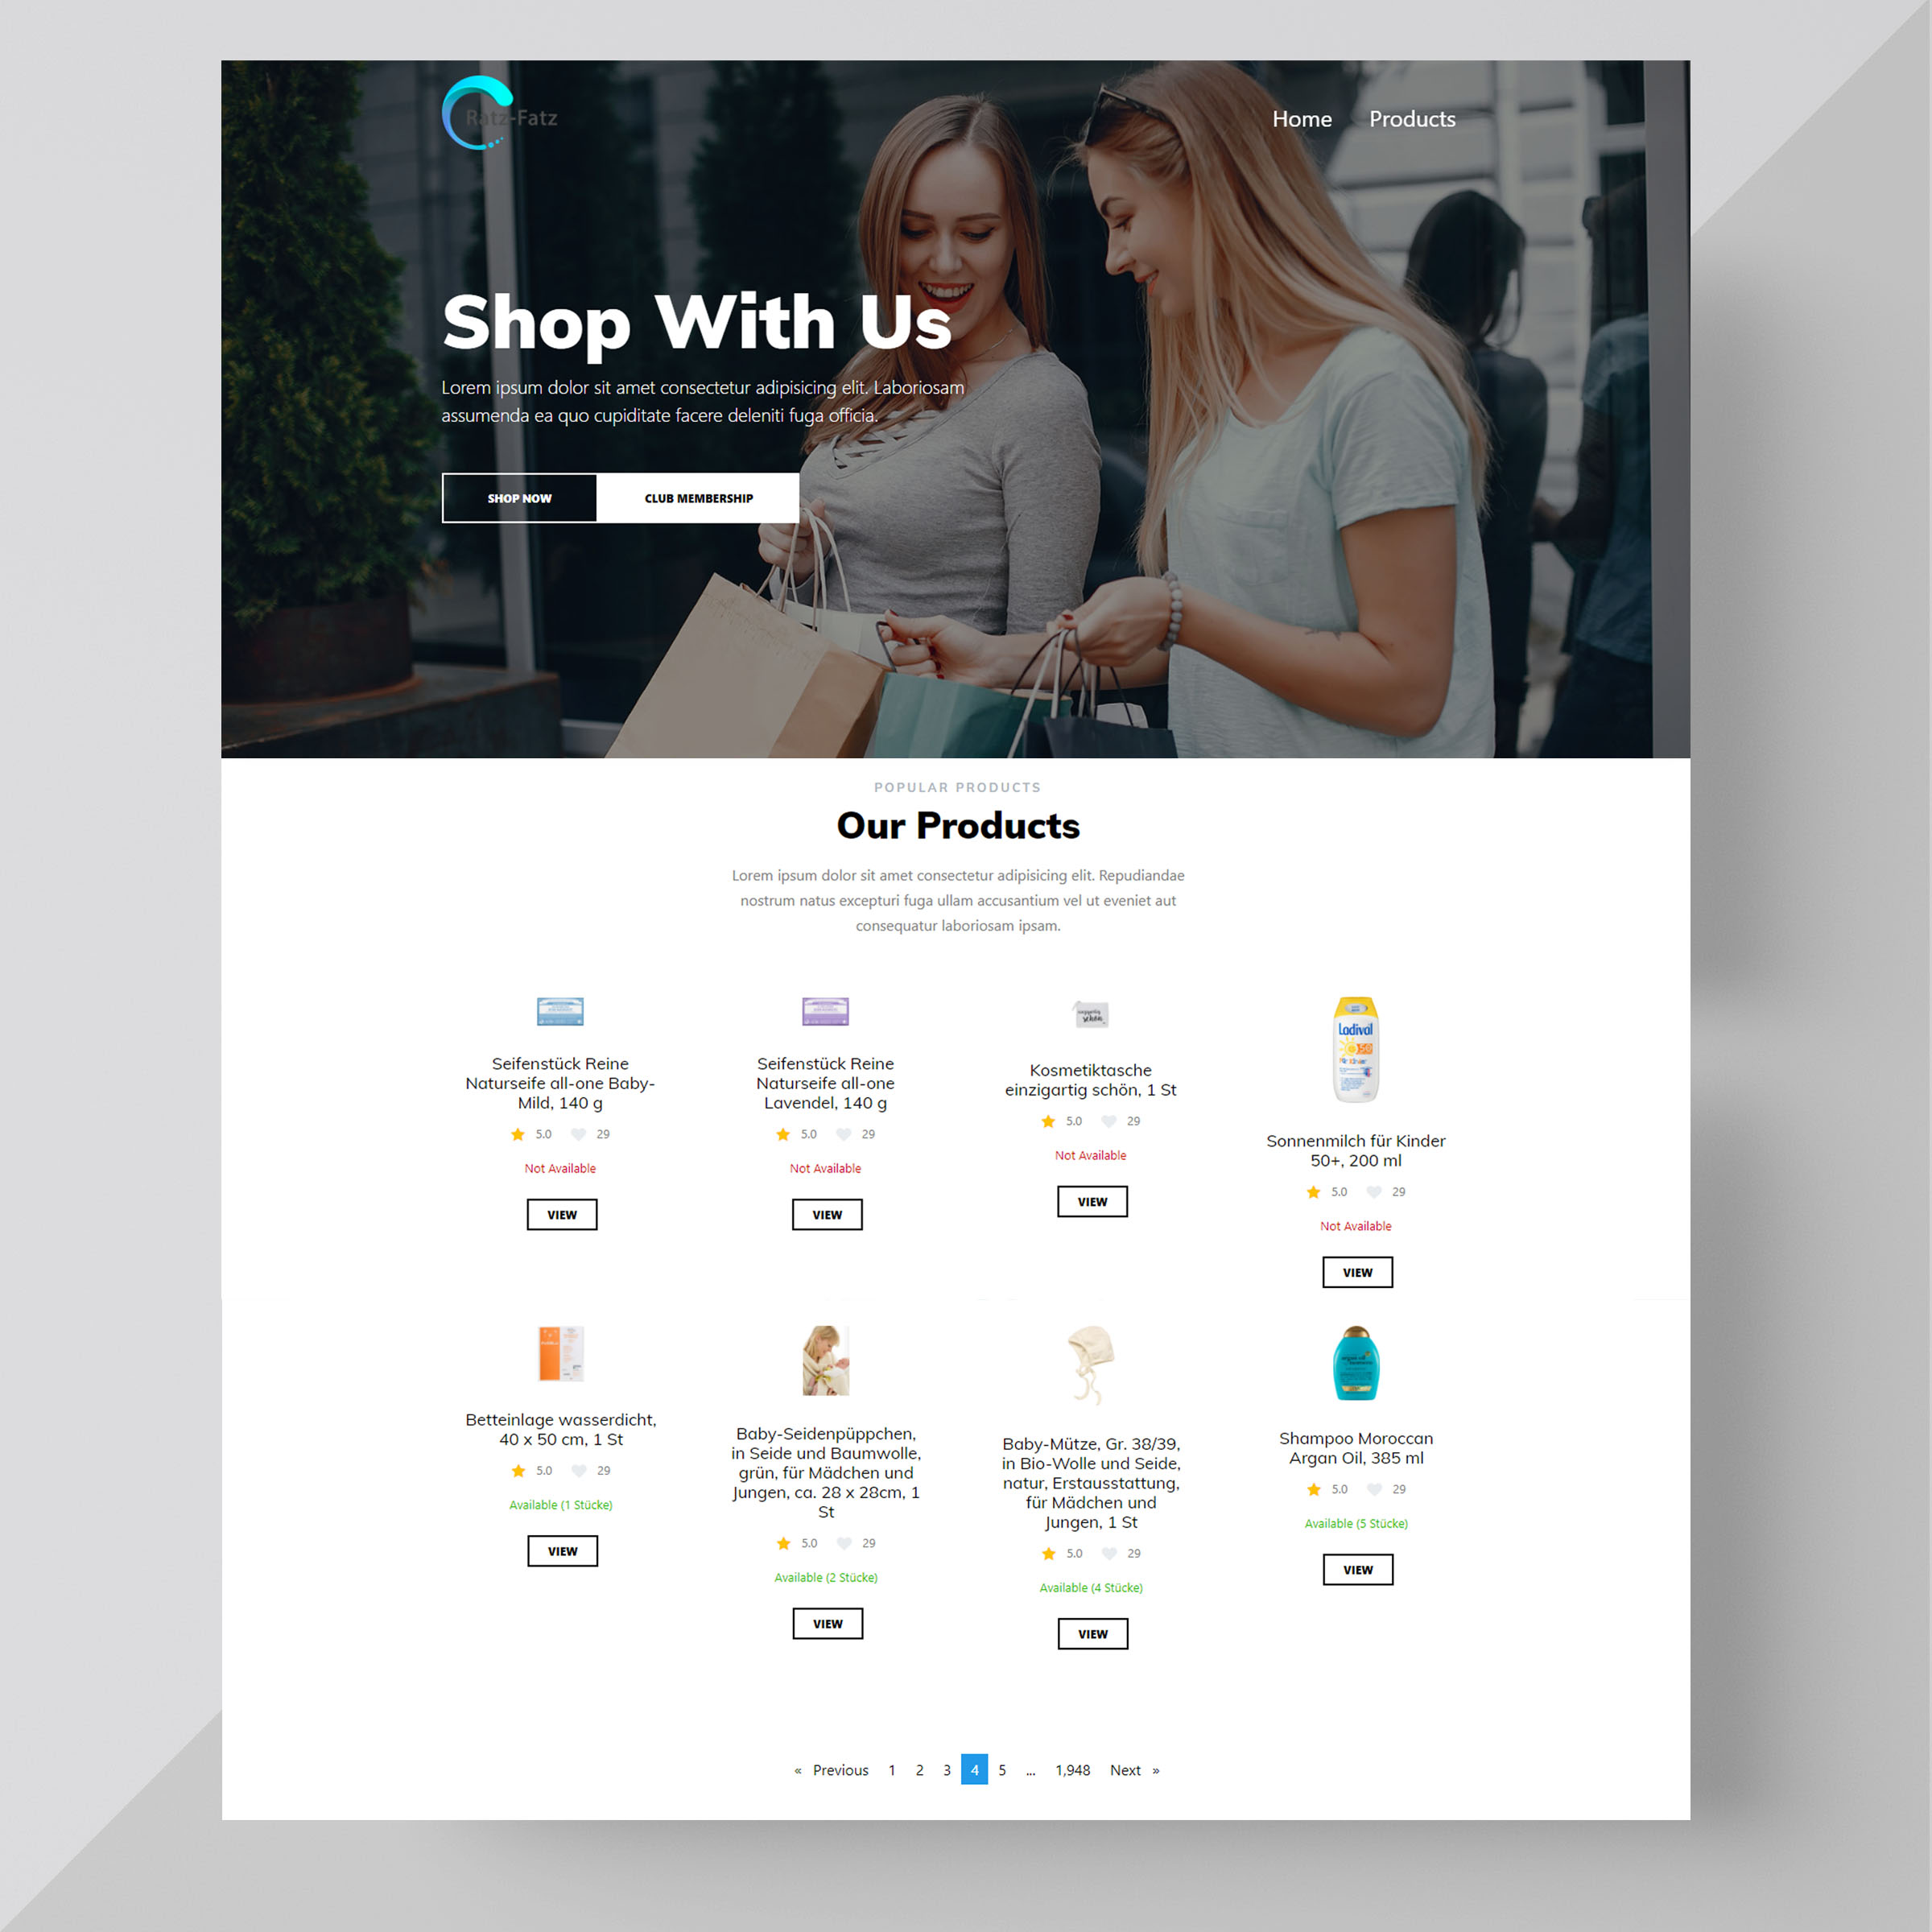 Ratz-Fatz
Home Products
Shop With Us
Lorem ipsum dolor sit amet consectetur adipisicing elit. Laboriosam
assumenda ea quo cupiditate facere deleniti fuga officia.
SHOP NOW CLUB MEMBERSHIP
POPULAR PRODUCTS
Our Products
Lorem ipsum dolor sit amet consectetur adipisicing elit. Repudiandae
nostrum natus excepturi fuga ullam accusantium vel ut eveniet aut
consequatur laboriosam ipsam.
Seifenstück Reine
Naturseife all-one Baby-
Mild, 140 g
5.0 29
Not Available
VIEW
Seifenstück Reine
Naturseife all-one
Lavendel, 140 g
5.0 29
Not Available
VIEW
Kosmetiktasche
einzigartig schön, 1 St
5.0 29
Not Available
VIEW
Ladival
Sonnenmilch für Kinder
50+, 200 ml
5.0 29
Not Available
VIEW
Betteinlage wasserdicht,
40 x 50 cm, 1 St
5.0 29
Available (1 Stücke)
VIEW
Baby-Seidenpüppchen,
in Seide und Baumwolle,
grün, für Mädchen und
Jungen, ca. 28 x 28cm, 1
St
5.0 29
Available (2 Stücke)
VIEW
Baby-Mütze, Gr. 38/39,
in Bio-Wolle und Seide,
natur, Erstausstattung,
für Mädchen und
Jungen, 1 St
5.0 29
Available (4 Stücke)
VIEW
Shampoo Moroccan
Argan Oil, 385 ml
5.0 29
Available (5 Stücke)
VIEW
« Previous 1 2 3 4 5 ... 1,948 Next »